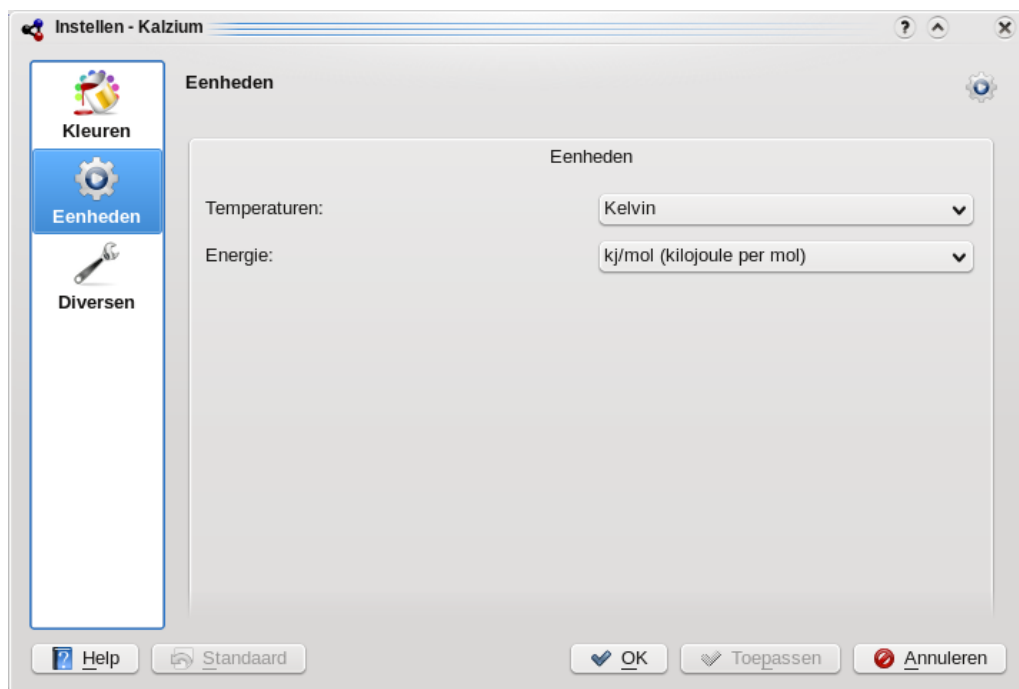 Instellen - Kalzium
Kleuren
Eenheden
Diversen
Eenheden
Eenheden
Temperaturen: Kelvin
Energie: kj/mol (kilojoule per mol)
Help Standaard OK Toepassen Annuleren